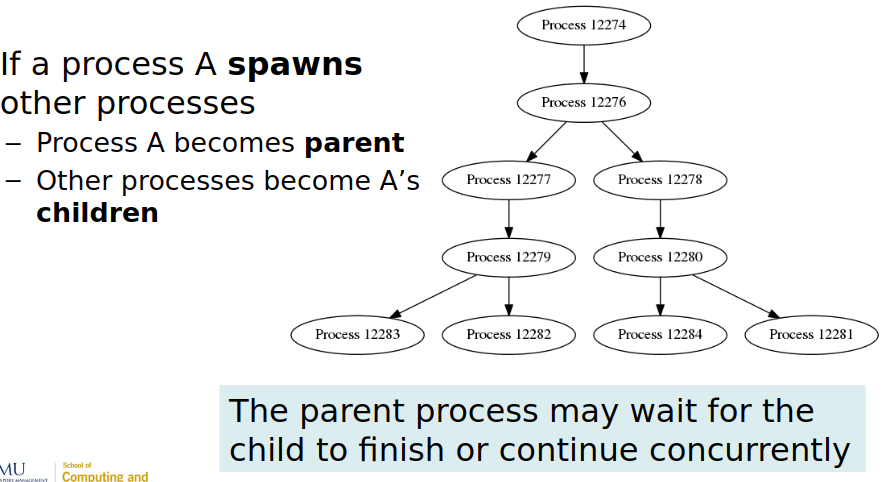 If a process A spawns
other processes
– Process A becomes parent
– Other processes become A’s
children
Process 12274
Process 12276
Process 12277
Process 12278
Process 12279
Process 12280
Process 12283
Process 12282
Process 12284
Process 12281
The parent process may wait for the
child to finish or continue concurrently
MU
MANAGEMENT
School of
Computing and